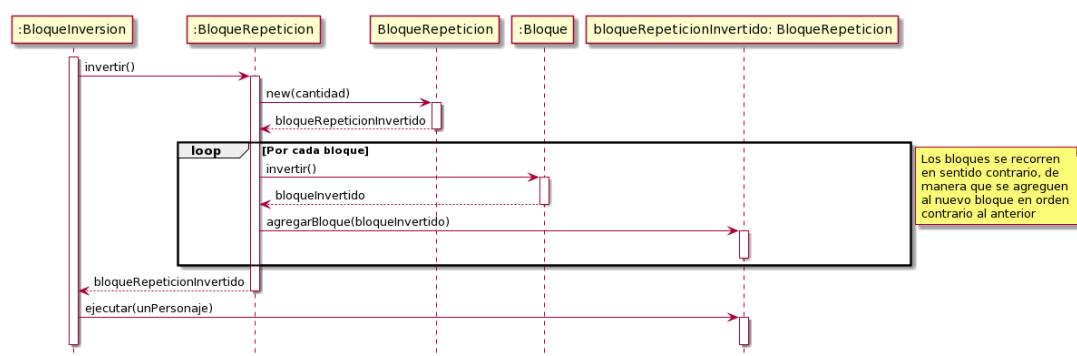 :BloqueInversion
:BloqueRepeticion
BloqueRepeticion
:Bloque
bloqueRepeticionInvertido: BloqueRepeticion
invertir()
new(cantidad)
bloqueRepeticionInvertido
loop
[Por cada bloque]
invertir()
bloqueInvertido
agregarBloque(bloqueInvertido)
Los bloques se recorren
en sentido contrario, de
manera que se agreguen
al nuevo bloque en orden
contrario al anterior
bloqueRepeticionInvertido
ejecutar(unPersonaje)